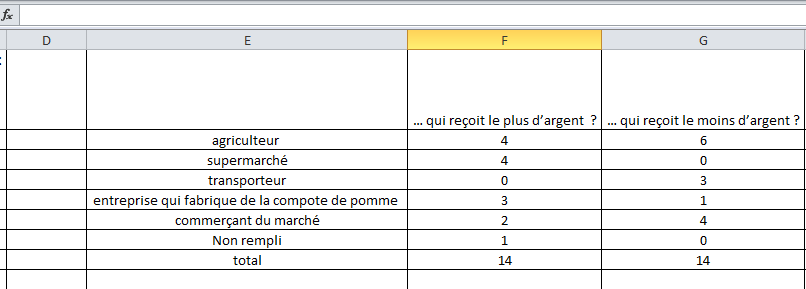 fx
D E F G
… qui reçoit le plus d’argent ? … qui reçoit le moins d’argent ?
agriculteur 4 6
supermarché 4 0
transporteur 0 3
entreprise qui fabrique de la compote de pomme 3 1
commerçant du marché 2 4
Non rempli 1 0
total 14 14